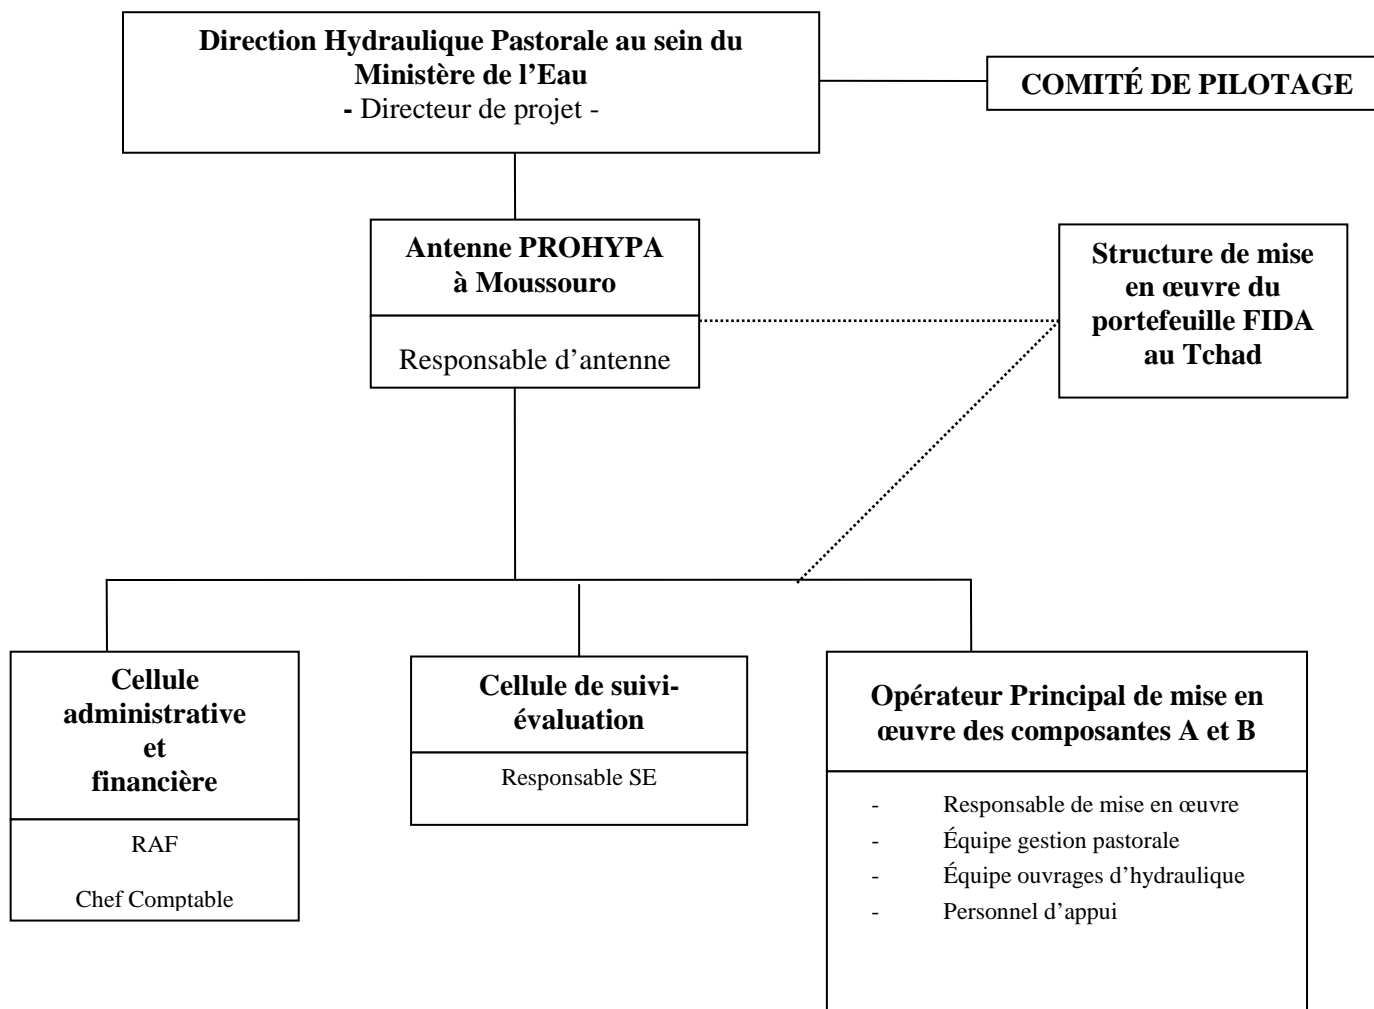 Direction Hydraulique Pastorale au sein du
Ministère de l’Eau
- Directeur de projet -
COMITÉ DE PILOTAGE
Antenne PROHYPA
à Moussouro
Responsable d’antenne
Structure de mise
en œuvre du
portefeuille FIDA
au Tchad
Cellule
administrative
et
financière
RAF
Chef Comptable
Cellule de suivi-
évaluation
Responsable SE
Opérateur Principal de mise en
œuvre des composantes A et B
- Responsable de mise en œuvre
- Équipe gestion pastorale
- Équipe ouvrages d’hydraulique
- Personnel d’appui